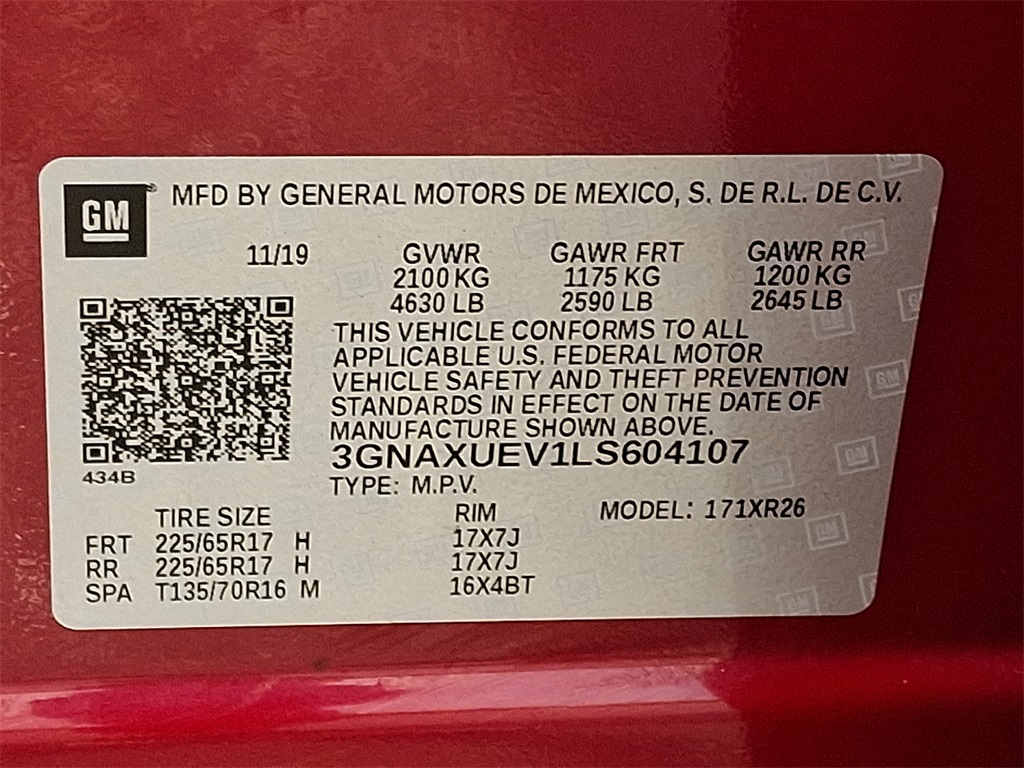 GM ® MFD BY GENERAL MOTORS DE MEXICO, S. DE R.L. DE C.V.
11/19 GVWR GAWR FRT GAWR RR
2100 KG 1175 KG 1200 KG
4630 LB 2590 LB 2645 LB
THIS VEHICLE CONFORMS TO ALL
APPLICABLE U.S. FEDERAL MOTOR
VEHICLE SAFETY AND THEFT PREVENTION
STANDARDS IN EFFECT ON THE DATE OF
MANUFACTURE SHOWN ABOVE.
3GNAXUEV1LS604107
434B
TYPE: M.P.V.
TIRE SIZE RIM MODEL: 171XR26
FRT 225/65R17 H 17X7J
RR 225/65R17 H 17X7J
SPA T135/70R16 M 16X4BT